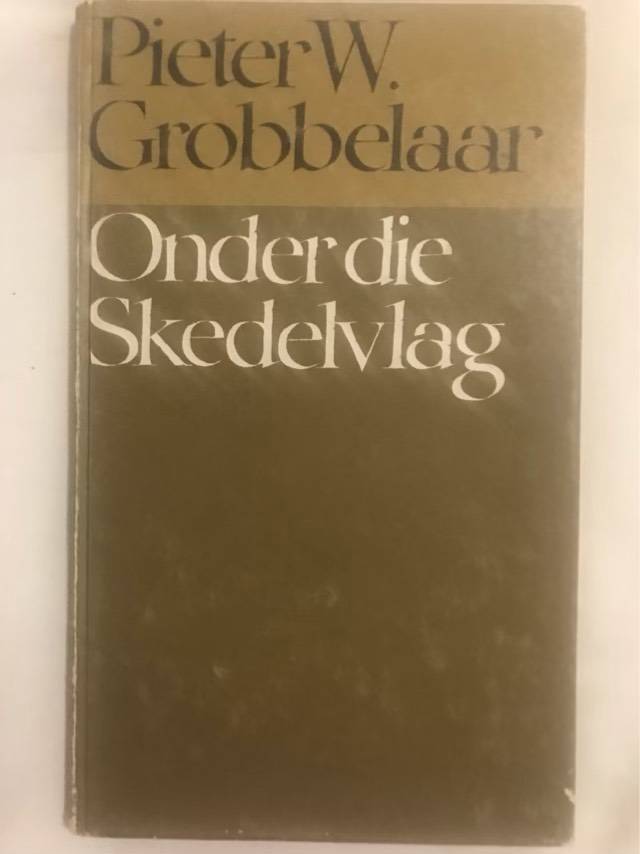 Pieter W.
Grobbelaar
Onder die
Skedelvlag